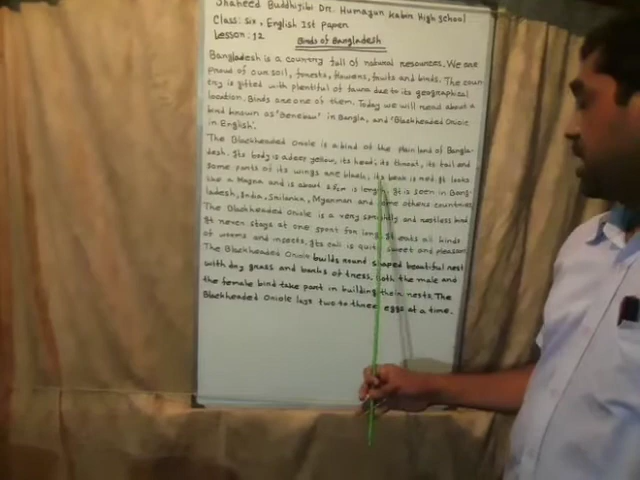 Shaheed Buddhijibi Dr. Humayun Kabir High School
Class: six, English 1st paper
Lesson: 12
Birds of Bangladesh
Bangladesh is a country full of natural resources. We are
proud of our soil, forests, flowers, fruits and birds. The coun
try is gifted with plentiful of fauna due to its geographical
location. Birds are one of them. Today we will read about a
bird known as 'Benebau' in Bangla, and 'Blackheaded Oriole
in English'.
The Blackheaded Oriole is a bird of the plain land of Bangla-
desh. Its body is a deep yellow, its head, its throat, its tail and
some parts of its wings are black, its beak is red. It looks
like a Mayna and is about 25cm is length. It is seen in Bang-
ladesh, India, Srilanka, Myanmar and some others countries
The Blackheaded Oriole is a very and restless bird
It never stays at one spont for long. It eats all kinds
of worms and insects. Its call is quit sweet and pleasant
The Blackheaded Oriole builds round shaped beautiful nest
with dry grass and banks of tress. Both the male and
the female bird take part in building their nests. The
Blackheaded Oriole lays two to three eggs at a time.